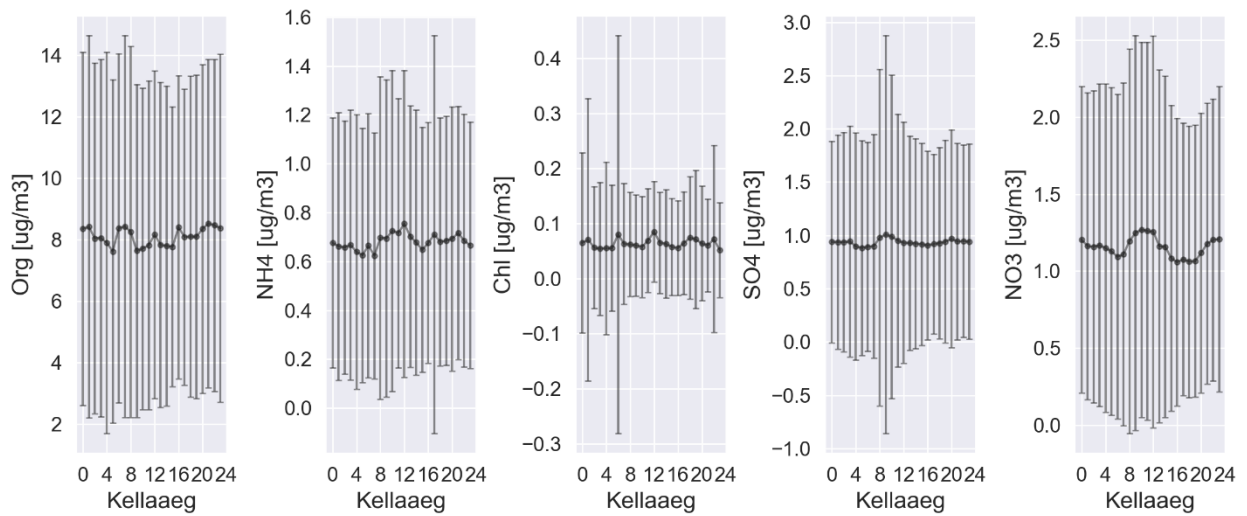 Org [ug/m3]
14
12
10
8
6
4
2
0 4 8 12 16 20 24
Kellaaeg
NH4 [ug/m3]
1.6
1.4
1.2
1.0
0.8
0.6
0.4
0.2
0.0
0 4 8 12 16 20 24
Kellaaeg
Chl [ug/m3]
0.4
0.3
0.2
0.1
0.0
−0.1
−0.2
−0.3
0 4 8 12 16 20 24
Kellaaeg
SO4 [ug/m3]
3.0
2.5
2.0
1.5
1.0
0.5
0.0
−0.5
−1.0
0 4 8 12 16 20 24
Kellaaeg
NO3 [ug/m3]
2.5
2.0
1.5
1.0
0.5
0.0
0 4 8 12 16 20 24
Kellaaeg